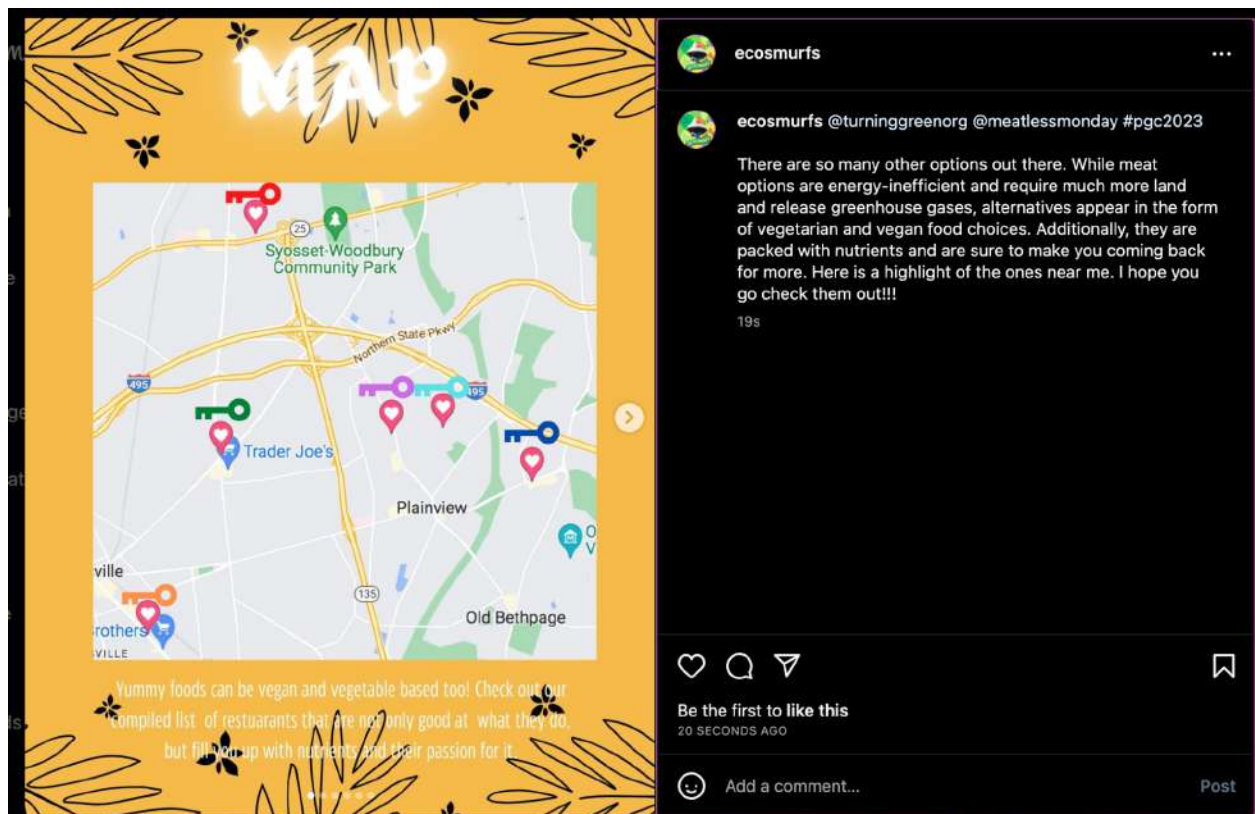 MAP
25
Syosset-Woodbury
Community Park
Northern State Pkwy
495
495
Trader Joe's
Plainview
ville
135
Old Bethpage
Brothers
VILLE
Yummy foods can be vegan and vegetable based too! Check out our
compiled list of restuarants that are not only good at what they do,
but fill you up with nutrients and their passion for it
ecosmurfs
ecosmurfs @turninggreenorg @meatlessmonday #pgc2023
There are so many other options out there. While meat
options are energy-inefficient and require much more land
and release greenhouse gases, alternatives appear in the form
of vegetarian and vegan food choices. Additionally, they are
packed with nutrients and are sure to make you coming back
for more. Here is a highlight of the ones near me. I hope you
go check them out!!!
19s
Be the first to like this
20 SECONDS AGO
Add a comment...
Post